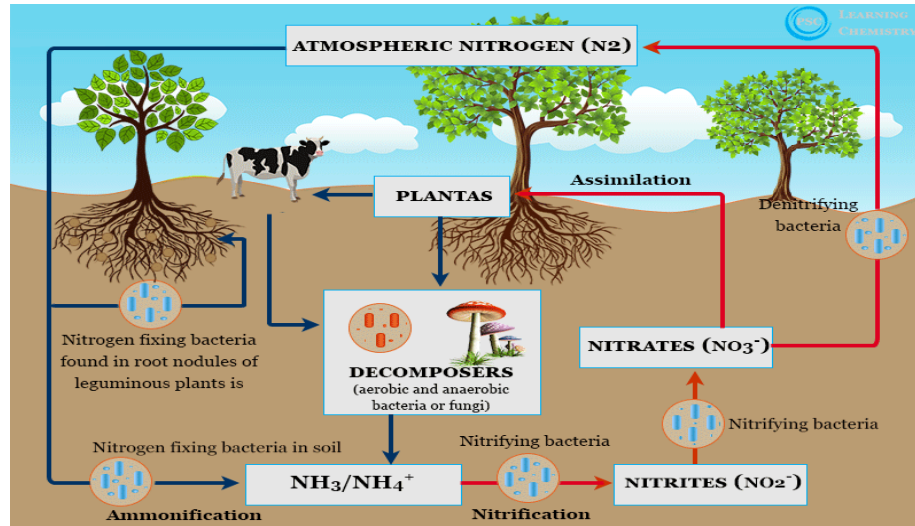 PSC
LEARNING
CHEMISTRY
ATMOSPHERIC NITROGEN (N2)
PLANTAS
Assimilation
Denitrifying
bacteria
Nitrogen fixing bacteria
found in root nodules of
leguminous plants is
DECOMPOSERS
(aerobic and anaerobic
bacteria or fungi)
NITRATES (NO3-)
Nitrifying bacteria
Nitrogen fixing bacteria in soil
Nitrifying bacteria
NH3/NH4+
NITRITES (NO2-)
Ammonification
Nitrification